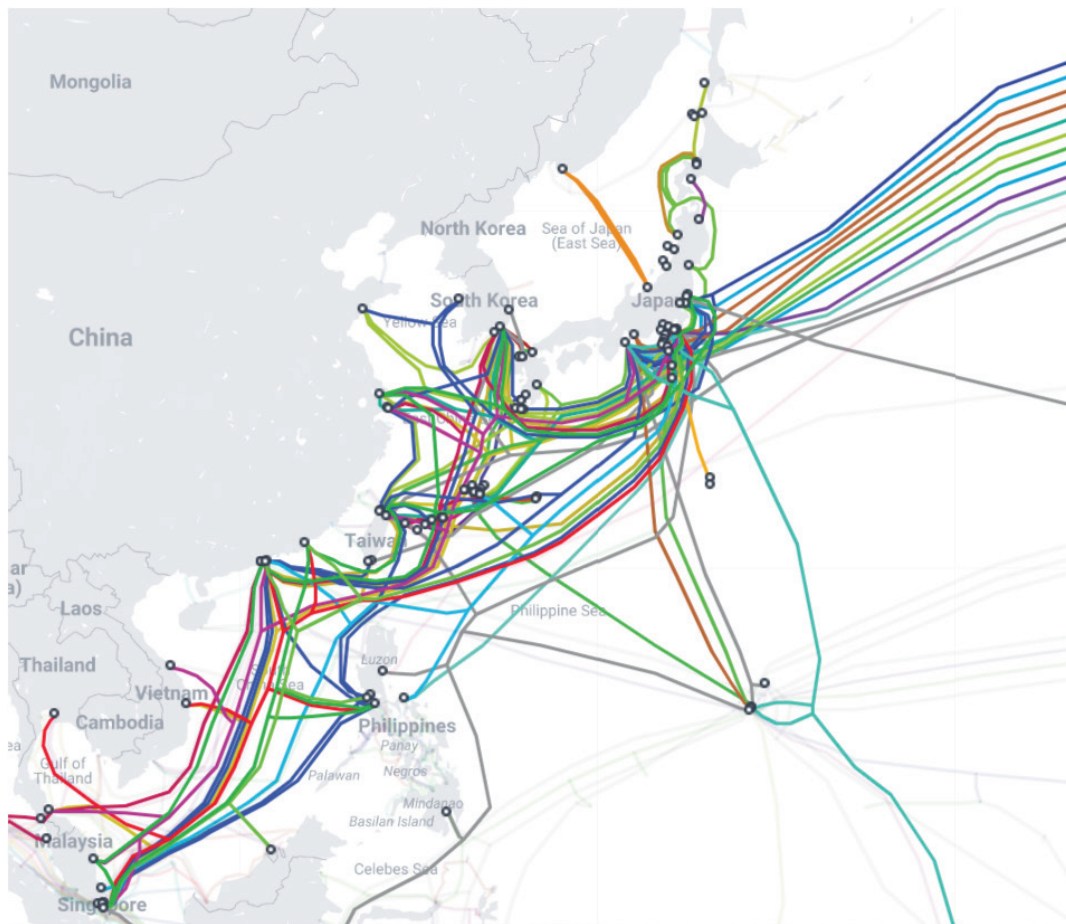 Mongolia
North Korea
Sea of Japan
(East Sea)
South Korea
Japan
Yellow Sea
China
Taiwan
Laos
Philippine Sea
Luzon
Thailand
Vietnam
Cambodia
Philippines
Panay
Gulf of
Thailand
Palawan
Negros
Mindanao
Basilan Island
Malaysia
Celebes Sea